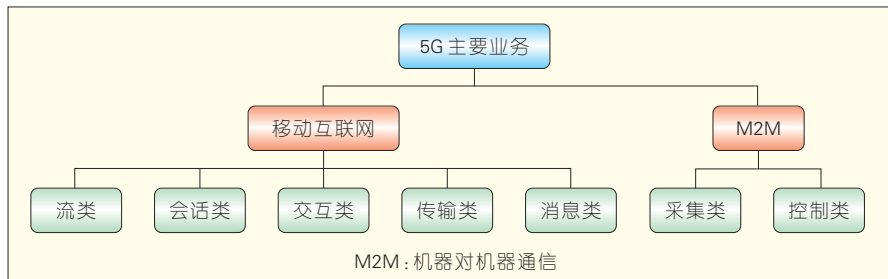 5G 主要业务
移动互联网
M2M
流类
会话类
交互类
传输类
消息类
采集类
控制类
M2M：机器对机器通信